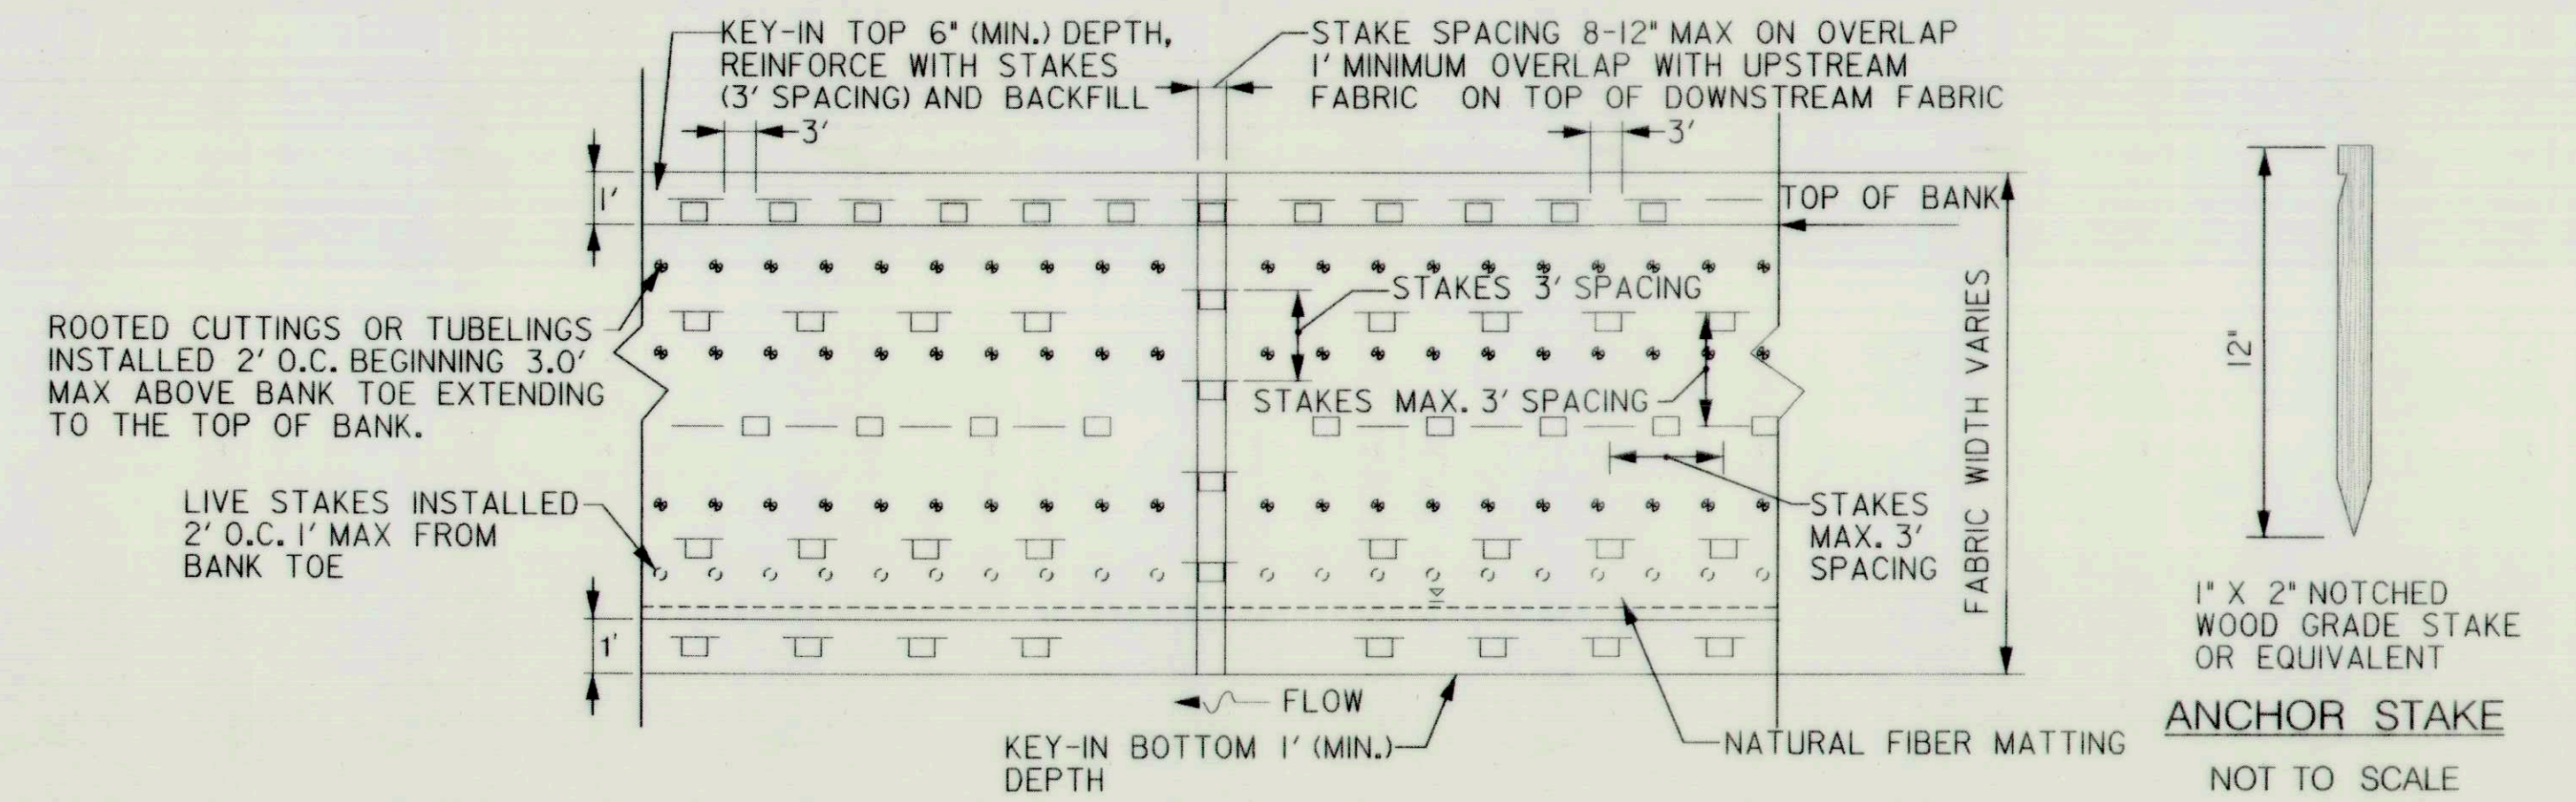 KEY-IN TOP 6" (MIN.) DEPTH,
REINFORCE WITH STAKES
(3' SPACING) AND BACKFILL
STAKE SPACING 8-12" MAX ON OVERLAP
1' MINIMUM OVERLAP WITH UPSTREAM
FABRIC ON TOP OF DOWNSTREAM FABRIC
3'
3'
1'
TOP OF BANK
STAKES 3' SPACING
ROOTED CUTTINGS OR TUBELINGS
INSTALLED 2' O.C. BEGINNING 3.0'
MAX ABOVE BANK TOE EXTENDING
TO THE TOP OF BANK.
STAKES MAX. 3' SPACING
FABRIC WIDTH VARIES
12"
LIVE STAKES INSTALLED
2' O.C. 1' MAX FROM
BANK TOE
STAKES
MAX. 3'
SPACING
1'
FLOW
KEY-IN BOTTOM 1' (MIN.)
DEPTH
NATURAL FIBER MATTING
1" X 2" NOTCHED
WOOD GRADE STAKE
OR EQUIVALENT
ANCHOR STAKE
NOT TO SCALE